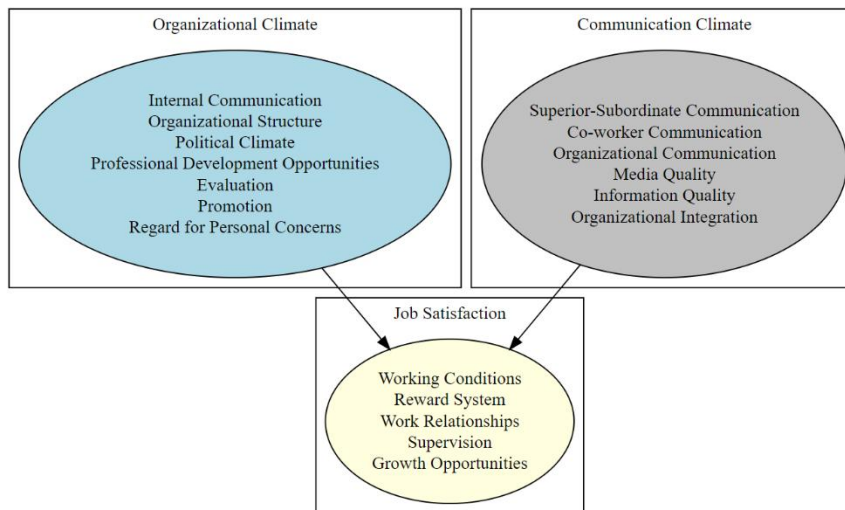 Organizational Climate
Internal Communication
Organizational Structure
Political Climate
Professional Development Opportunities
Evaluation
Promotion
Regard for Personal Concerns
Communication Climate
Superior-Subordinate Communication
Co-worker Communication
Organizational Communication
Media Quality
Information Quality
Organizational Integration
Job Satisfaction
Working Conditions
Reward System
Work Relationships
Supervision
Growth Opportunities